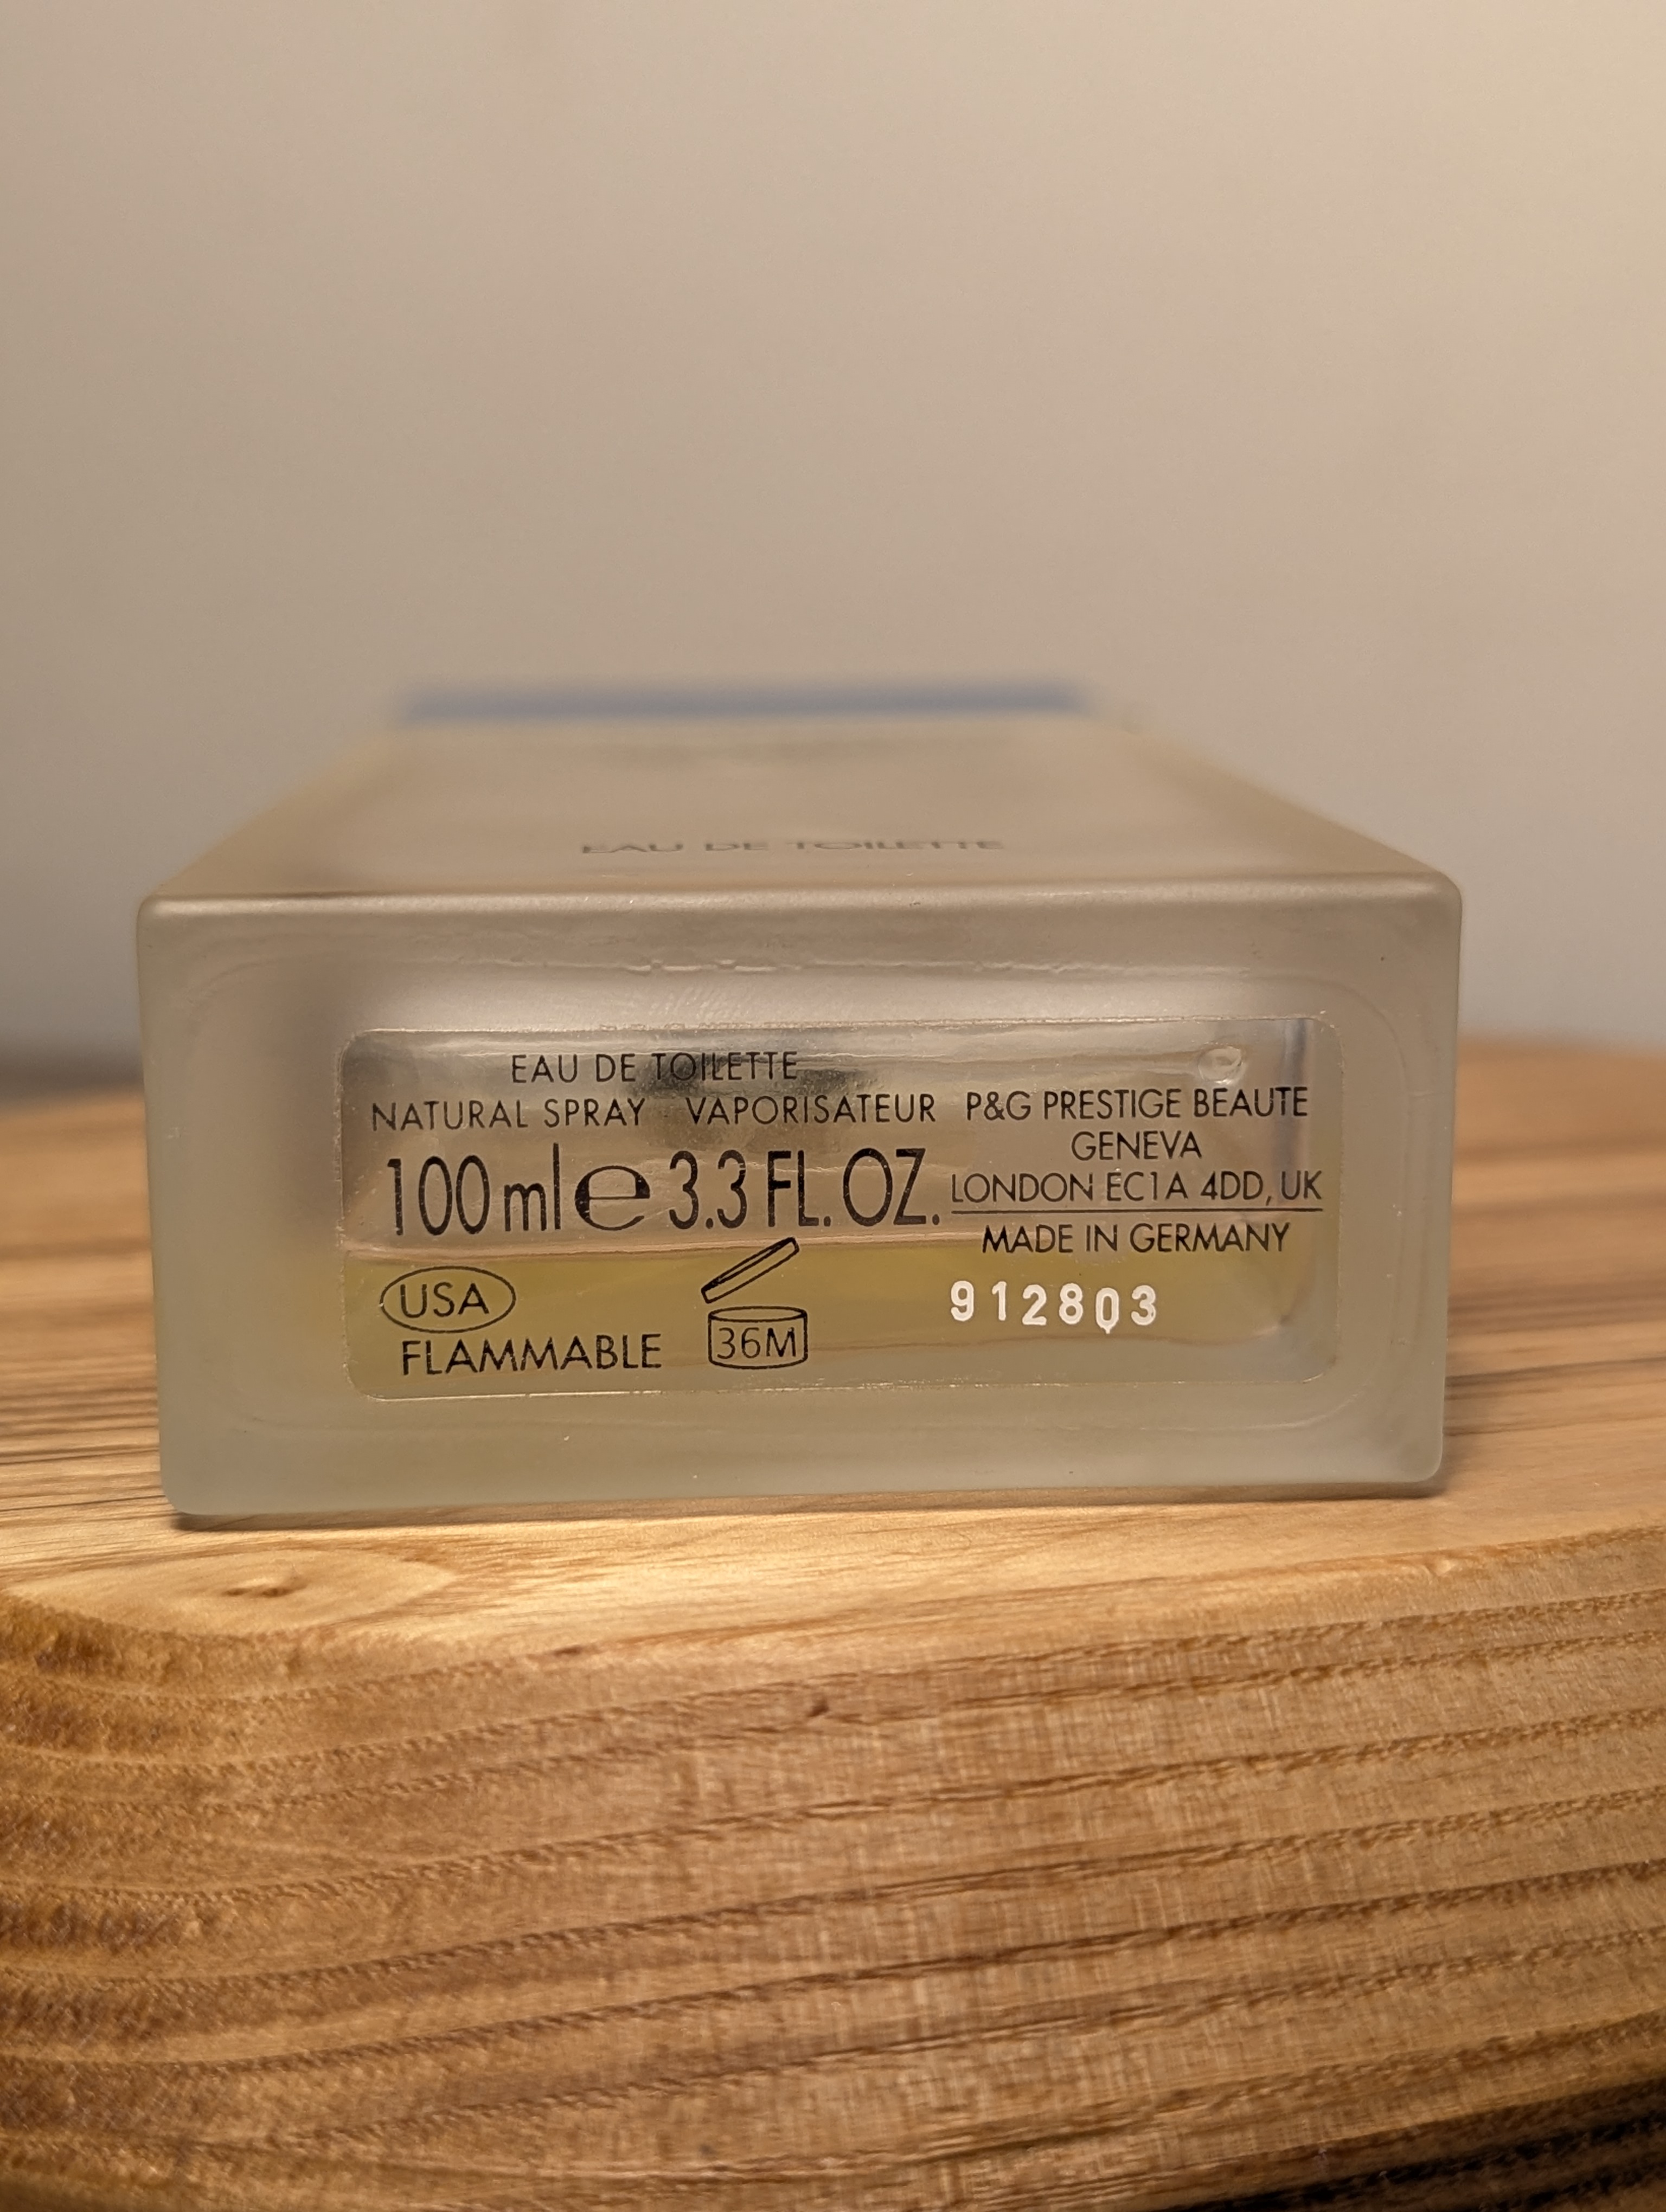 EAU DE TOILETTE
EAU DE TOILETTE
NATURAL SPRAY VAPORISATEUR
100 ml e 3.3 FL. OZ.
USA
FLAMMABLE
36M
P&G PRESTIGE BEAUTE
GENEVA
LONDON EC1A 4DD, UK
MADE IN GERMANY
912803